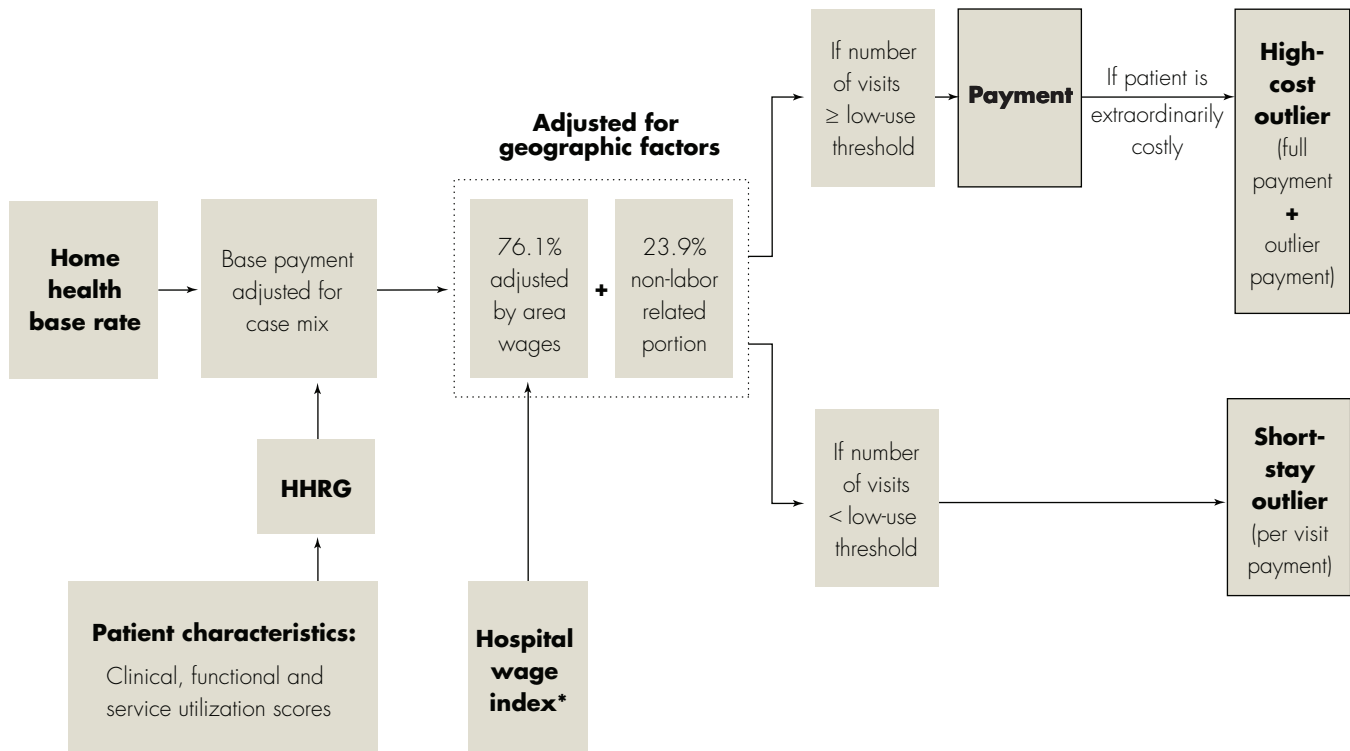 Home
health
base rate
Base payment
adjusted for
case mix
HHRG
Patient characteristics:
Clinical, functional and
service utilization scores
Adjusted for
geographic factors
76.1%
adjusted
by area
wages
+
23.9%
non-labor
related
portion
Hospital
wage
index*
If number
of visits
≥ low-use
threshold
Payment
If patient is
extraordinarily
costly
High-
cost
outlier
(full
payment
+
outlier
payment)
If number
of visits
< low-use
threshold
Short-
stay
outlier
(per visit
payment)